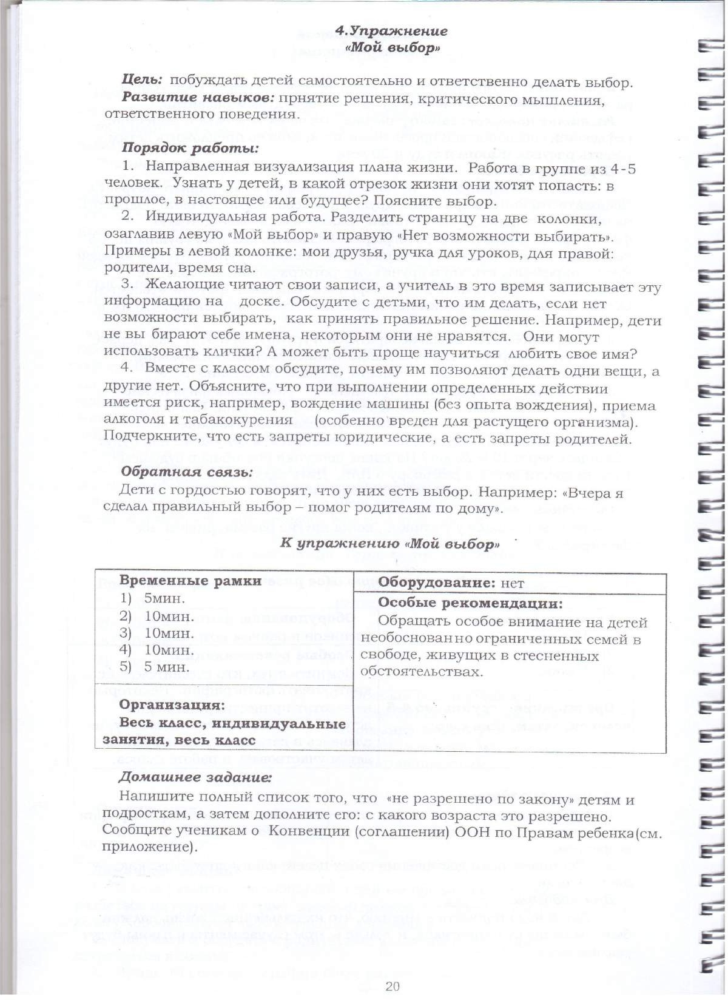 4.Упражнение
«Мой выбор»
Цель: побуждать детей самостоятельно и ответственно делать выбор.
Развитие навыков: прнятие решения, критического мышления,
ответственного поведения.
Порядок работы:
1. Направленная визуализация плана жизни. Работа в группе из 4-5
человек. Узнать у детей, в какой отрезок жизни они хотят попасть: в
прошлое, в настоящее или будущее? Поясните выбор.
2. Индивидуальная работа. Разделить страницу на две колонки,
озаглавив левую «Мой выбор» и правую «Нет возможности выбирать».
Примеры в левой колонке: мои друзья, ручка для уроков, для правой:
родители, время сна.
3. Желающие читают свои записи, а учитель в это время записывает эту
информацию на доске. Обсудите с детьми, что им делать, если нет
возможности выбирать, как принять правильное решение. Например, дети
не вы бирают себе имена, некоторым они не нравятся. Они могут
использовать клички? А может быть проще научиться любить свое имя?
4. Вместе с классом обсудите, почему им позволяют делать одни вещи, а
другие нет. Объясните, что при выполнении определенных действии
имеется риск, например, вождение машины (без опыта вождения), приема
алкоголя и табакокурения (особенно вреден для растущего организма).
Подчеркните, что есть запреты юридические, а есть запреты родителей.
Обратная связь:
Дети с гордостью говорят, что у них есть выбор. Например: «Вчера я
сделал правильный выбор – помог родителям по дому».
К упражнению «Мой выбор»
Временные рамки
1) 5мин.
2) 10мин.
3) 10мин.
4) 10мин.
5) 5 мин.
Организация:
Весь класс, индивидуальные
занятия, весь класс
Оборудование: нет
Особые рекомендации:
Обращать особое внимание на детей
необоснованно ограниченных семей в
свободе, живущих в стесненных
обстоятельствах.
Домашнее задание:
Напишите полный список того, что «не разрешено по закону» детям и
подросткам, а затем дополните его: с какого возраста это разрешено.
Сообщите ученикам о Конвенции (соглашении) ООН по Правам ребенка(см.
приложение).
20